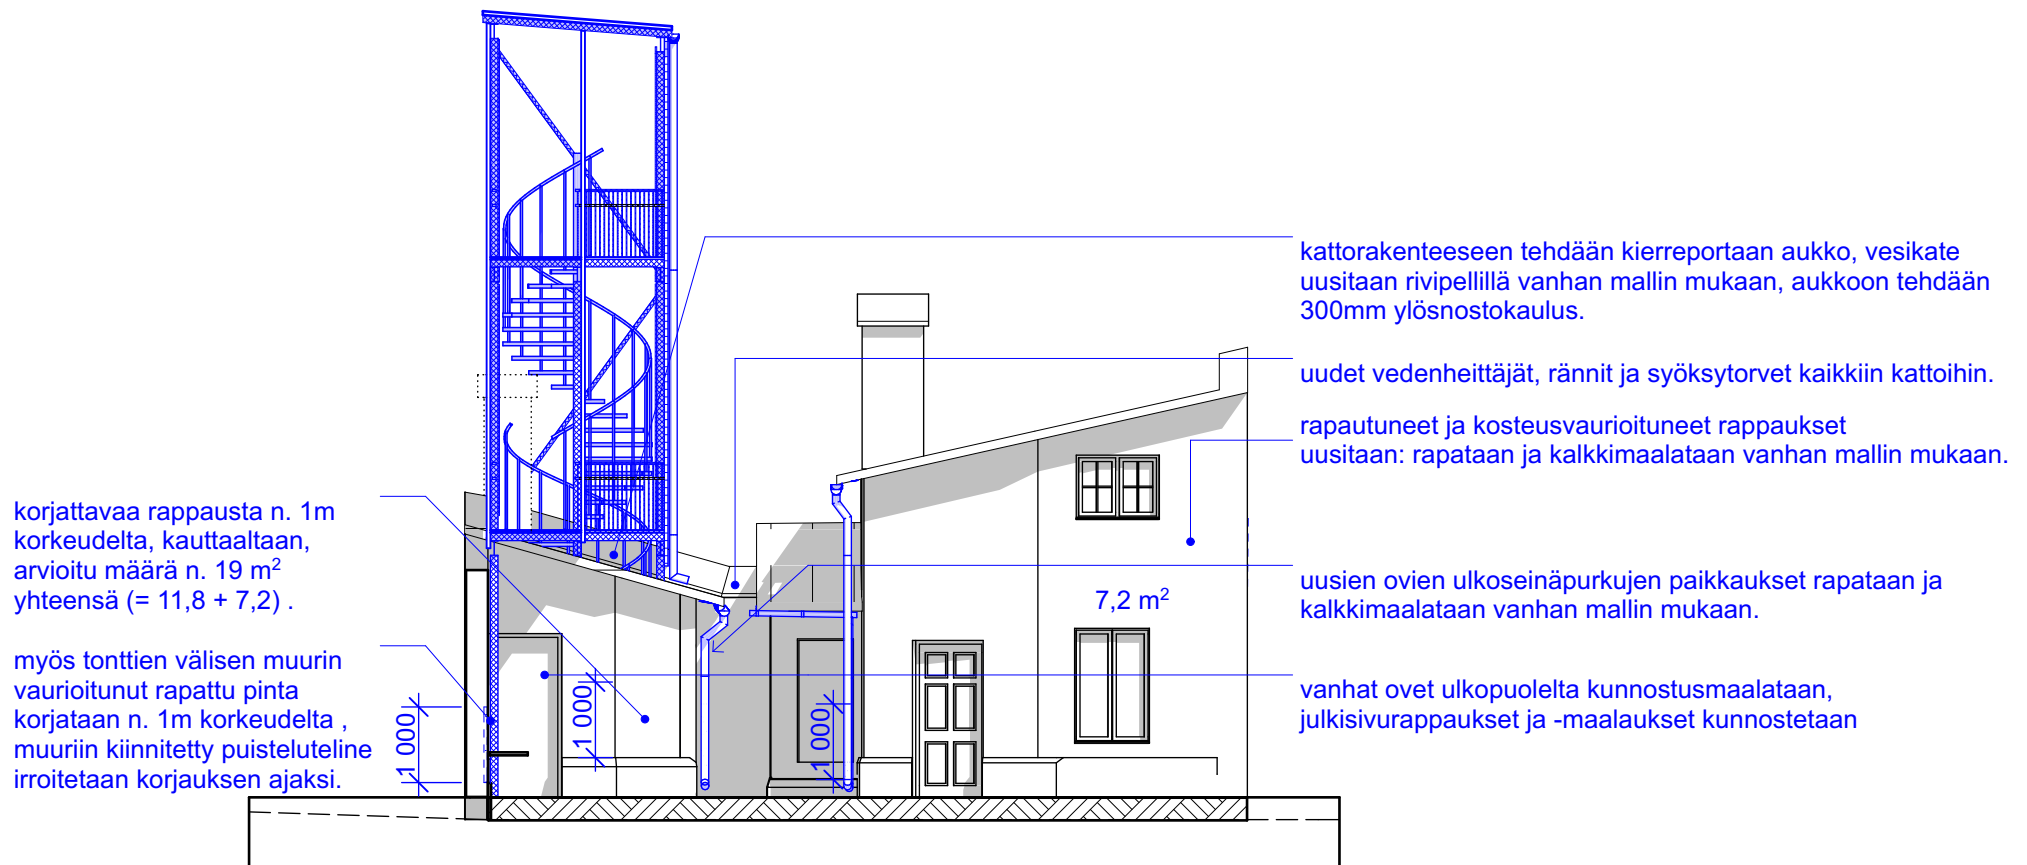 kattorakenteeseen tehdään kierreportaan aukko, vesikate
uusitaan rivipellillä vanhan mallin mukaan, aukkoon tehdään
300mm ylösnostokaulus.
uudet vedenheittäjät, rännit ja syöksytorvet kaikkiin kattoihin.
rapautuneet ja kosteusvaurioituneet rappaukset
uusitaan: rapataan ja kalkkimaalataan vanhan mallin mukaan.
korjattavaa rappausta n. 1m
korkeudelta, kauttaaltaan,
arvioitu määrä n. 19 m²
yhteensä (= 11,8 + 7,2) .
myös tonttien välisen muurin
vaurioitunut rapattu pinta
korjataan n. 1m korkeudelta ,
muuriin kiinnitetty puisteluteline
irroitetaan korjauksen ajaksi.
1 000
1 000
1 000
7,2 m²
uusien ovien ulkoseinäpurkujen paikkaukset rapataan ja
kalkkimaalataan vanhan mallin mukaan.
vanhat ovet ulkopuolelta kunnostusmaalataan,
julkisivurappaukset ja -maalaukset kunnostetaan